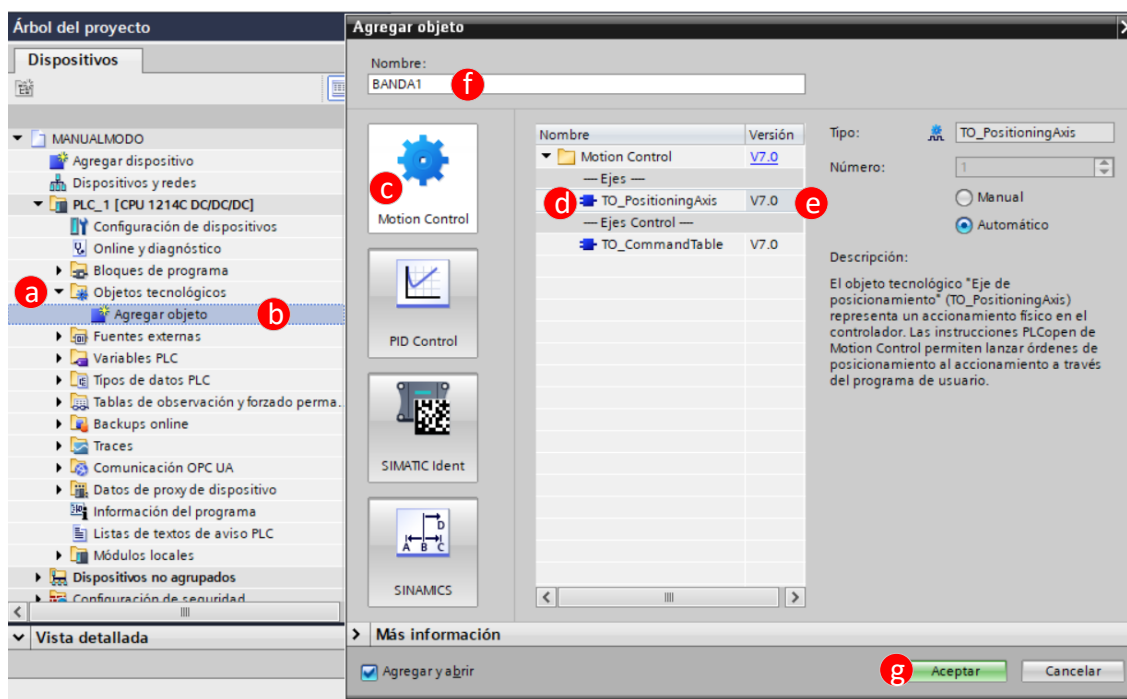 Árbol del proyecto
Dispositivos
MANUALMODO
Agregar dispositivo
Dispositivos y redes
PLC_1 [CPU 1214C DC/DC/DC]
Configuración de dispositivos
Online y diagnóstico
Bloques de programa
a Objetos tecnológicos
Agregar objeto b
Fuentes externas
Variables PLC
Tipos de datos PLC
Tablas de observación y forzado perma...
Backups online
Traces
Comunicación OPC UA
Datos de proxy de dispositivo
Información del programa
Listas de textos de aviso PLC
Módulos locales
Dispositivos no agrupados
Configuración de seguridad
Vista detallada
Agregar objeto
Nombre:
BANDA1 f
c
Motion Control
PID Control
SIMATIC Ident
D
A B C
SINAMICS
Nombre Versión
Motion Control V7.0
— Ejes —
d TO_PositioningAxis V7.0 e
— Ejes Control —
TO_CommandTable V7.0
Tipo: TO_PositioningAxis
Número: 1
Manual
Automático
Descripción:
El objeto tecnológico "Eje de
posicionamiento" (TO_PositioningAxis)
representa un accionamiento físico en el
controlador. Las instrucciones PLCopen de
Motion Control permiten lanzar órdenes de
posicionamiento al accionamiento a través
del programa de usuario.
Más información
Agregar y abrir
g Aceptar Cancelar